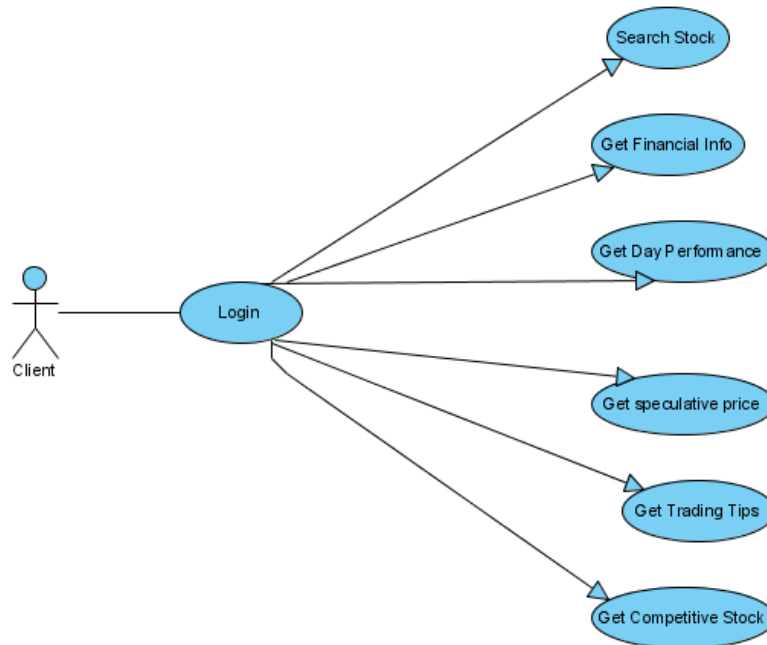 Search Stock
Get Financial Info
Get Day Performance
Login
Client
Get speculative price
Get Trading Tips
Get Competitive Stock